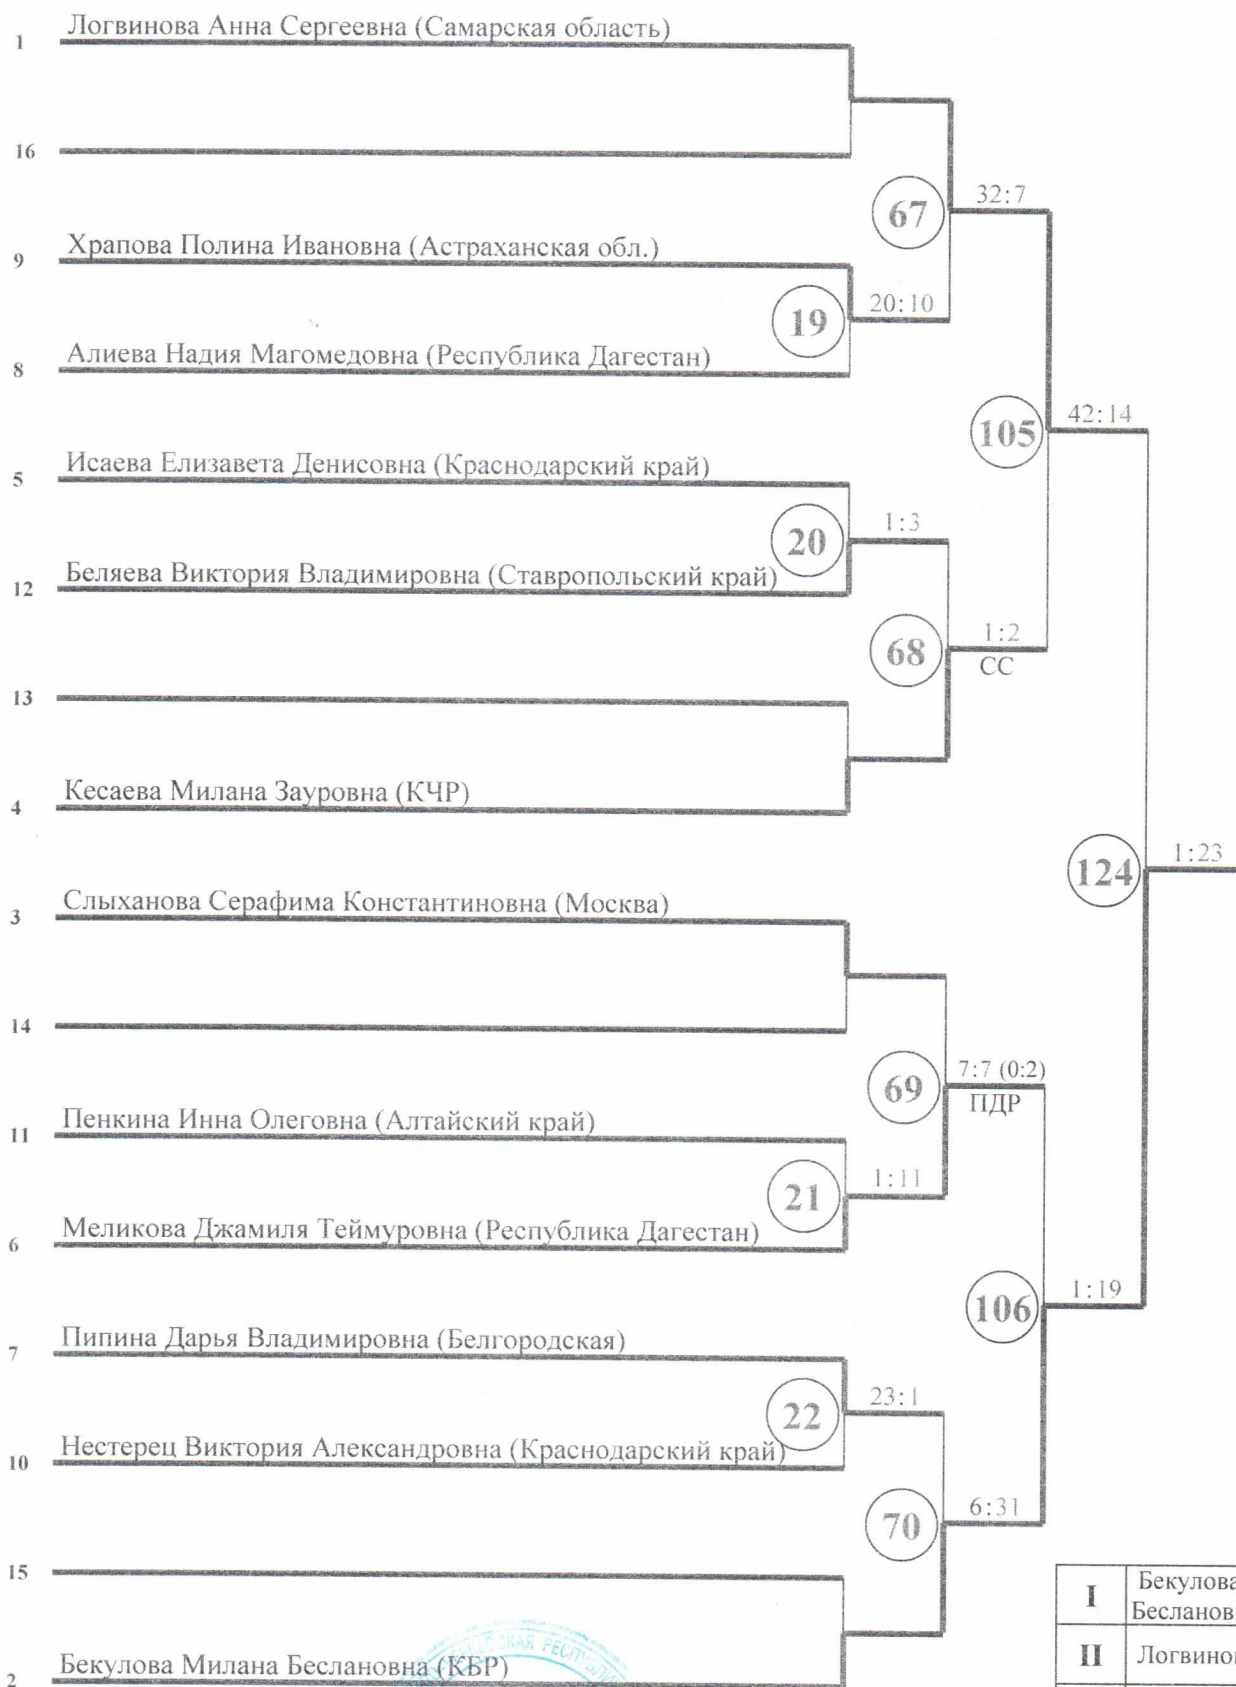 1 Логвинова Анна Сергеевна (Самарская область)
16
67 32:7
9 Храпова Полина Ивановна (Астраханская обл.)
19 20:10
8 Алиева Надия Магомедовна (Республика Дагестан)
105 42:14
5 Исаева Елизавета Денисовна (Краснодарский край)
20 1:3
12 Беляева Виктория Владимировна (Ставропольский край)
68 1:2
СС
13
4 Кесаева Милана Зауровна (КЧР)
124 1:23
3 Слыханова Серафима Константиновна (Москва)
14
69 7:7 (0:2)
ПДР
11 Пенкина Инна Олеговна (Алтайский край)
21 1:11
6 Меликова Джамиля Теймуровна (Республика Дагестан)
106 1:19
7 Пипина Дарья Владимировна (Белгородская)
22 23:1
10 Нестерец Виктория Александровна (Краснодарский край)
70 6:31
15
I Бекулова
Бесланов
II Логвинов
2 Бекулова Милана Беслановна (КБР)